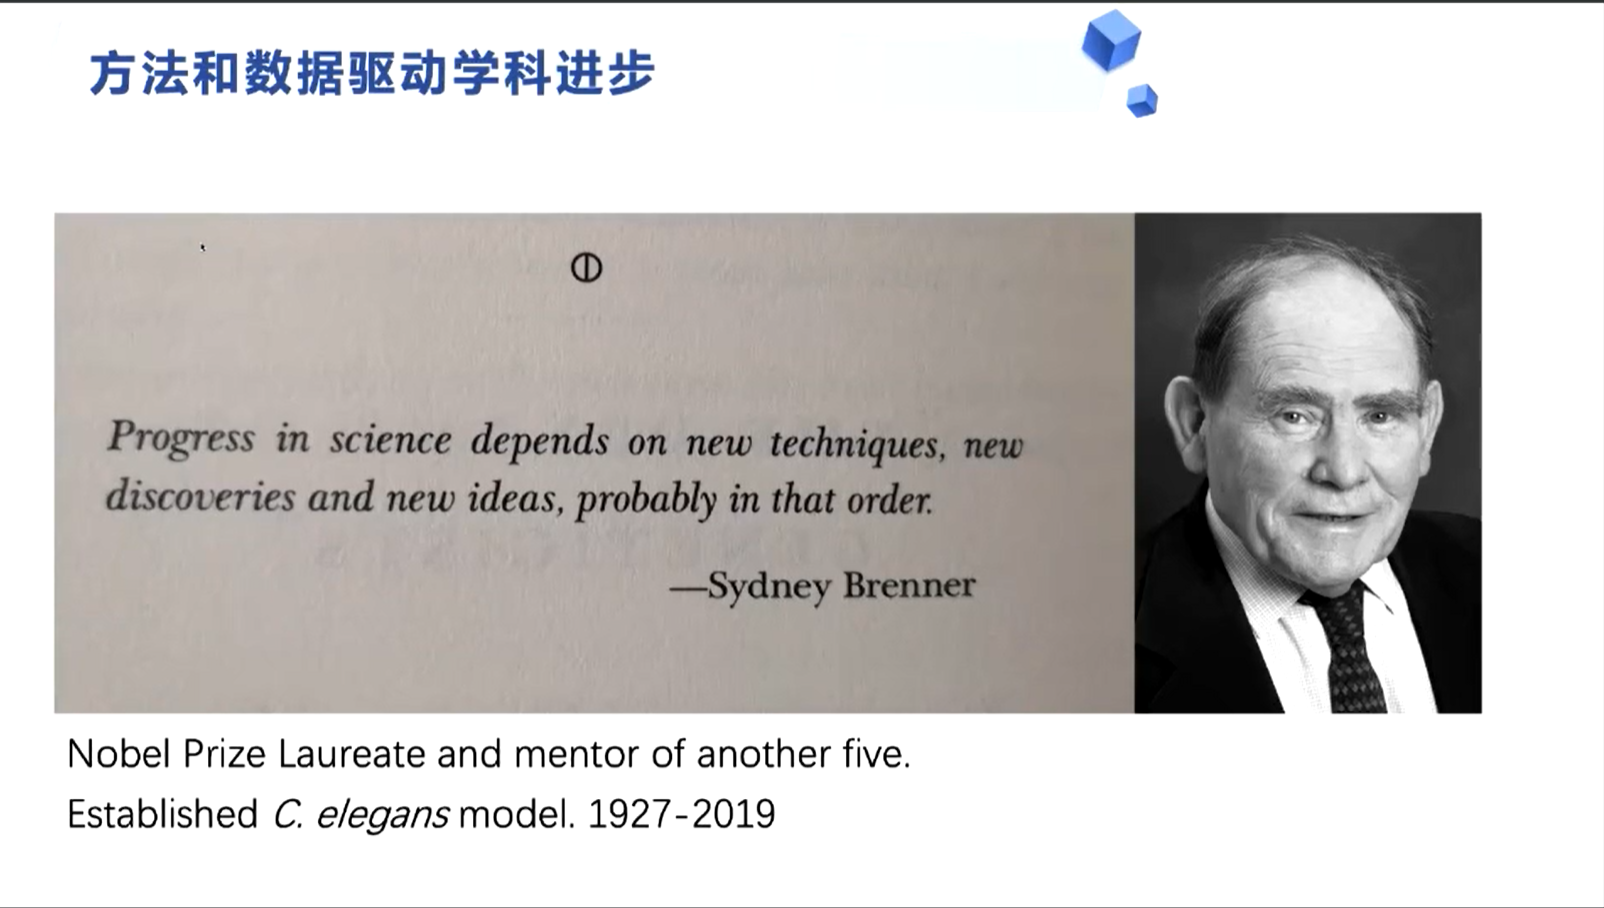 方法和数据驱动学科进步
Progress in science depends on new techniques, new
discoveries and new ideas, probably in that order.
—Sydney Brenner
Nobel Prize Laureate and mentor of another five.
Established C. elegans model. 1927-2019